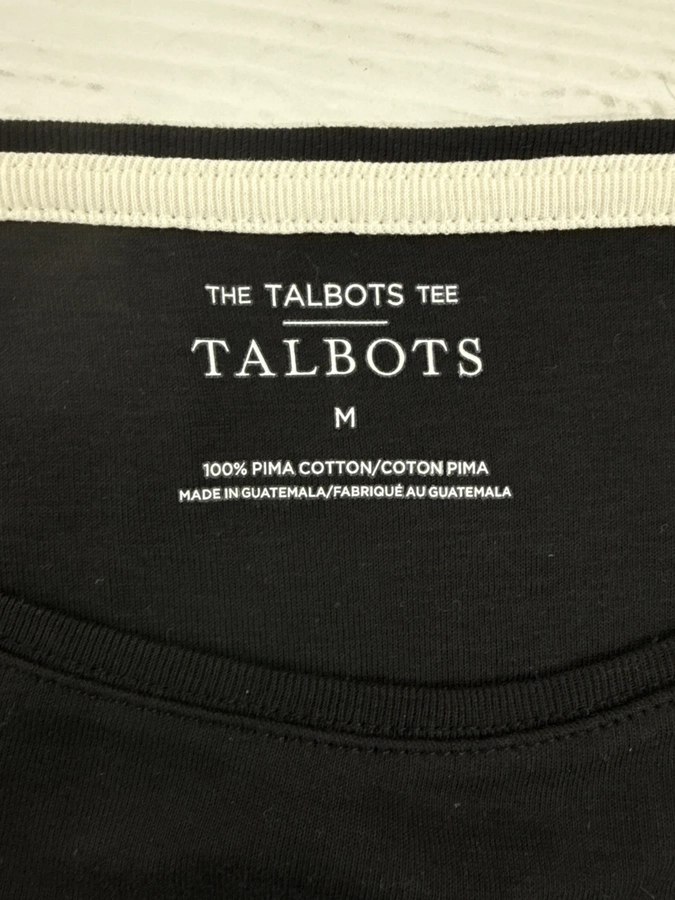 THE TALBOTS TEE
TALBOTS
M
100% PIMA COTTON/COTON PIMA
MADE IN GUATEMALA/FABRIQUÉ AU GUATEMALA